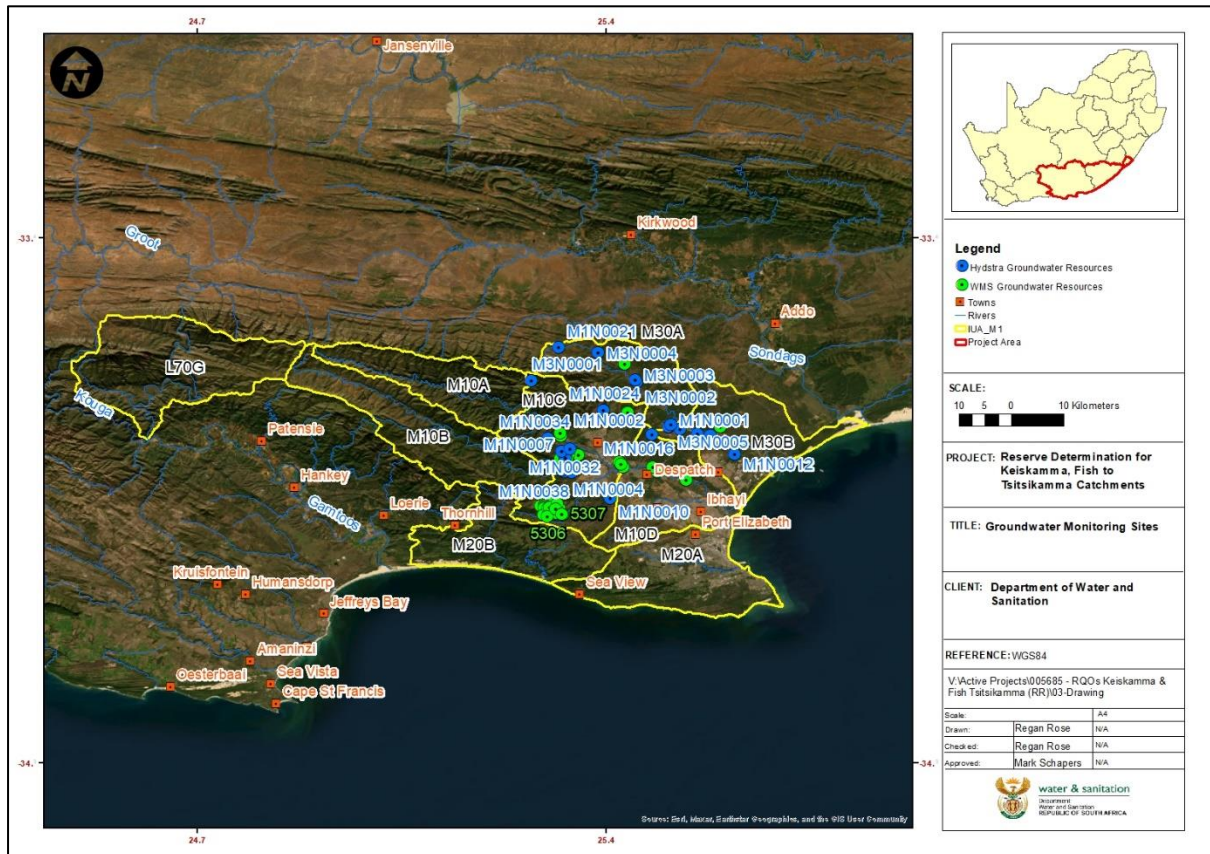 24.7
25.4
N
Jansenville
Kirkwood
-33.
-33.
Groot
Addo
M1N0021
M30A
M3N0001
M3N0004
Sondags
L70G
M10A
M3N0003
M10C
M1N0024
M3N0002
Kouga
M1N0034
M1N0002
M1N0001
Patensie
M10B
M1N0007
M1N0016
M3N0005
M30B
M1N0032
Despatch
M1N0012
Hankey
M1N0038
M1N0004
Gamtoos
Loerie
Thornhill
5307
M1N0010
Ibhayi
5306
M10D
Port Elizabeth
M20B
M20A
Kruisfontein
Humansdorp
Sea View
Jeffreys Bay
Amaninzi
Oesterbaai
Sea Vista
Cape St Francis
-34.
-34.
Source: Esri, Maxar, Earthstar Geographics, and the GIS User Community
24.7
25.4
Legend
Hydstra Groundwater Resources
WMS Groundwater Resources
Towns
Rivers
IUA_M1
Project Area
SCALE:
10 5 0 10 Kilometers
PROJECT: Reserve Determination for
Keiskamma, Fish to
Tsitsikamma Catchments
TITLE: Groundwater Monitoring Sites
CLIENT: Department of Water and
Sanitation
REFERENCE: WGS84
V:\Active Projects\005685 - RQOs Keiskamma &
Fish Tsitsikamma (RR)\03-Drawing
Scale: A4
Drawn: Regan Rose N/A
Checked: Regan Rose N/A
Approved: Mark Schapers N/A
water & sanitation
Department:
Water and Sanitation
REPUBLIC OF SOUTH AFRICA